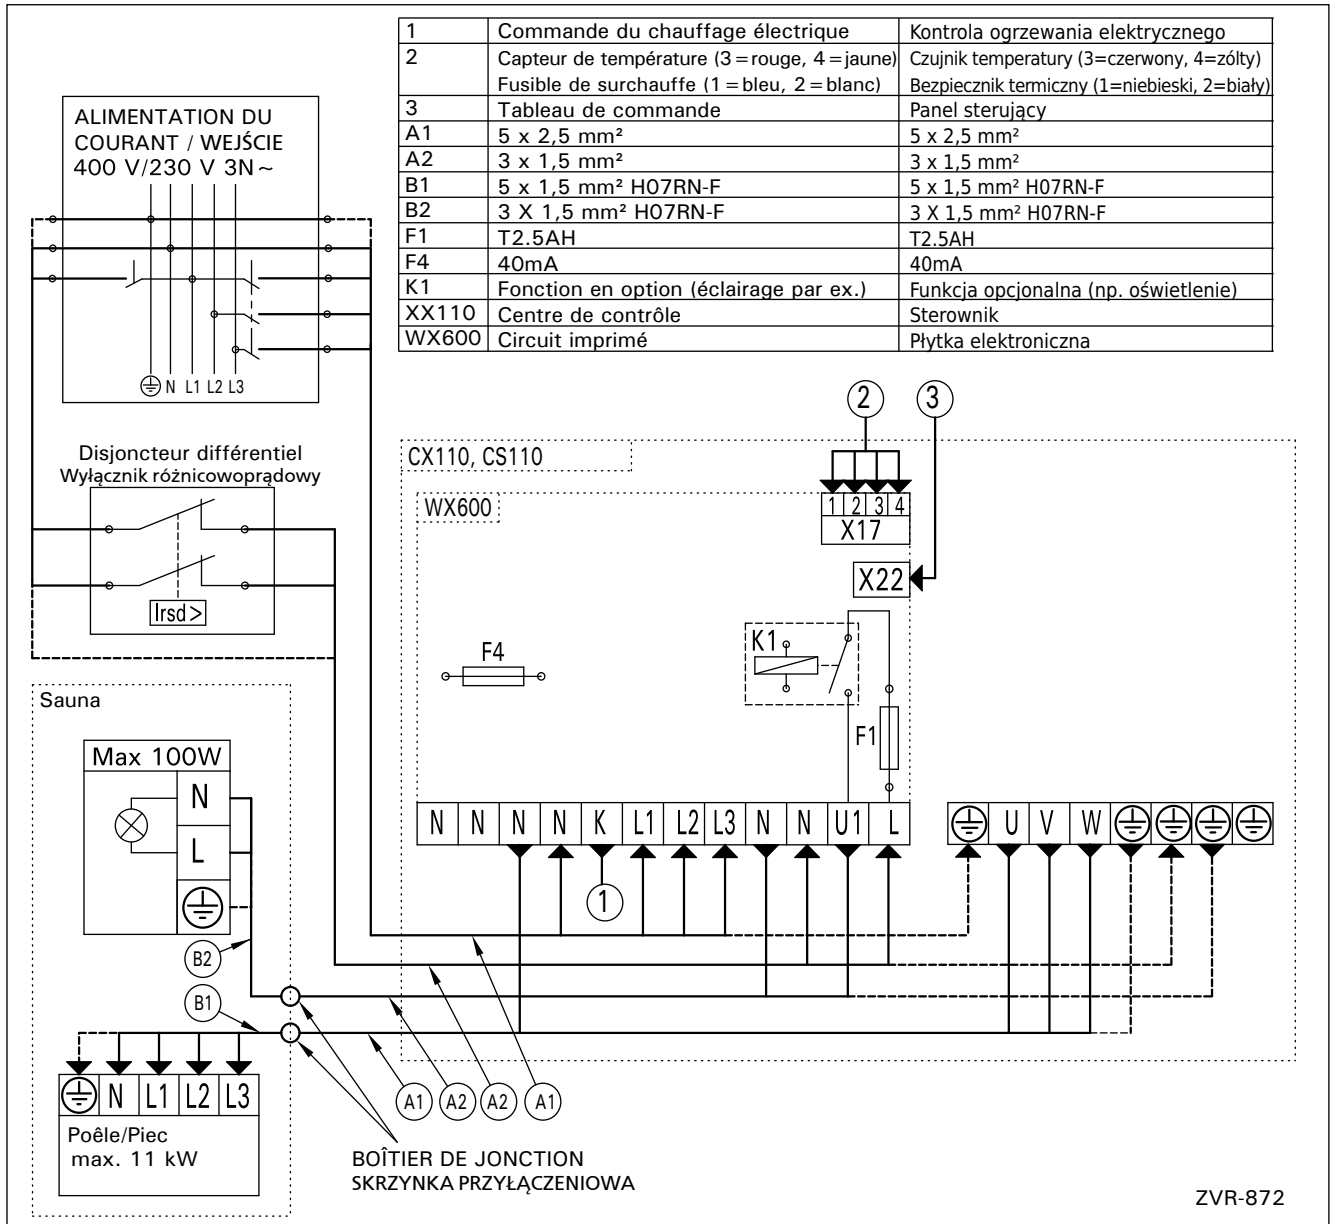 1 Commande du chauffage électrique Kontrola ogrzewania elektrycznego
2 Capteur de température (3=rouge, 4=jaune) Czujnik temperatury (3=czerwony, 4=zólty)
Fusible de surchauffe (1=bleu, 2=blanc) Bezpiecznik termiczny (1=niebieski, 2=biały)
3 Tableau de commande Panel sterujący
A1 5 x 2,5 mm² 5 x 2,5 mm²
A2 3 x 1,5 mm² 3 x 1,5 mm²
B1 5 x 1,5 mm² H07RN-F 5 x 1,5 mm² H07RN-F
B2 3 X 1,5 mm² H07RN-F 3 X 1,5 mm² H07RN-F
F1 T2.5AH T2.5AH
F4 40mA 40mA
K1 Fonction en option (éclairage par ex.) Funkcja opcjonalna (np. oświetlenie)
XX110 Centre de contrôle Sterownik
WX600 Circuit imprimé Płytka elektroniczna
ALIMENTATION DU
COURANT / WEJŚCIE
400 V/230 V 3N~
N L1 L2 L3
Disjoncteur différentiel
Wyłącznik różnicowoprądowy
Irsd>
2 3
CX110, CS110
WX600
1 2 3 4
X17
X22
K1
F4
F1
N N N N K L1 L2 L3 N N U1 L
U V W
1
Sauna
Max 100W
N
L
B2
B1
N L1 L2 L3
Poêle/Piec
max. 11 kW
A1 A2 A2 A1
BOÎTIER DE JONCTION
SKRZYNKA PRZYŁĄCZENIOWA
ZVR-872